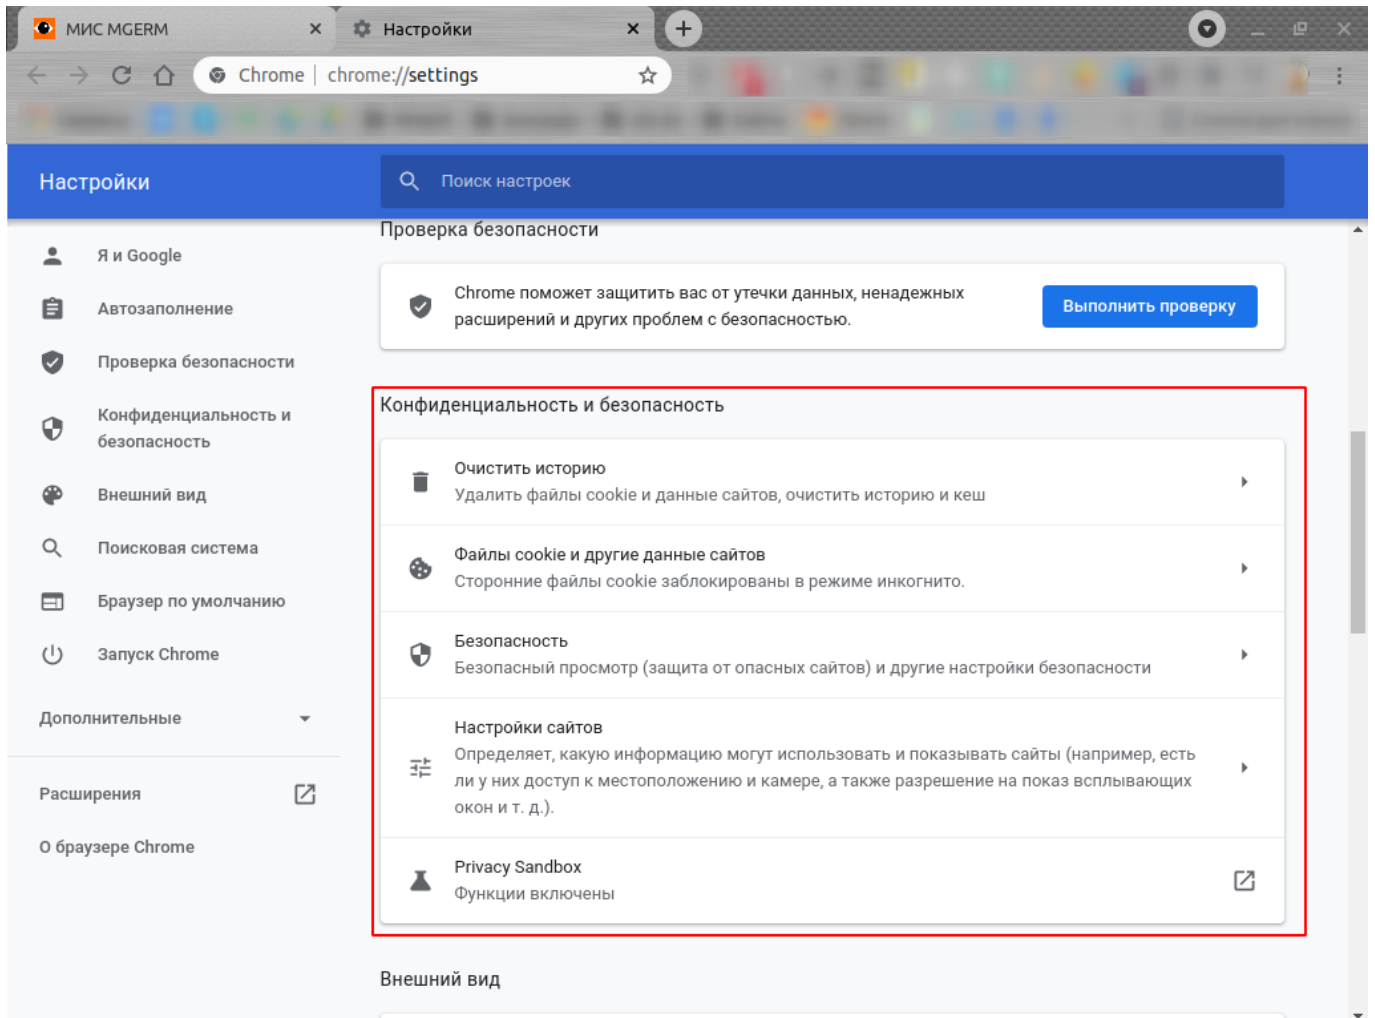 МИС MGERM
Настройки
Chrome
chrome://settings
Настройки
Поиск настроек
Я и Google
Автозаполнение
Проверка безопасности
Конфиденциальность и
безопасность
Внешний вид
Поисковая система
Браузер по умолчанию
Запуск Chrome
Дополнительные
Расширения
О браузере Chrome
Проверка безопасности
Chrome поможет защитить вас от утечки данных, ненадежных
расширений и других проблем с безопасностью.
Выполнить проверку
Конфиденциальность и безопасность
Очистить историю
Удалить файлы cookie и данные сайтов, очистить историю и кеш
Файлы cookie и другие данные сайтов
Сторонние файлы cookie заблокированы в режиме инкогнито.
Безопасность
Безопасный просмотр (защита от опасных сайтов) и другие настройки безопасности
Настройки сайтов
Определяет, какую информацию могут использовать и показывать сайты (например, есть
ли у них доступ к местоположению и камере, а также разрешение на показ всплывающих
окон и т. д.).
Privacy Sandbox
Функции включены
Внешний вид